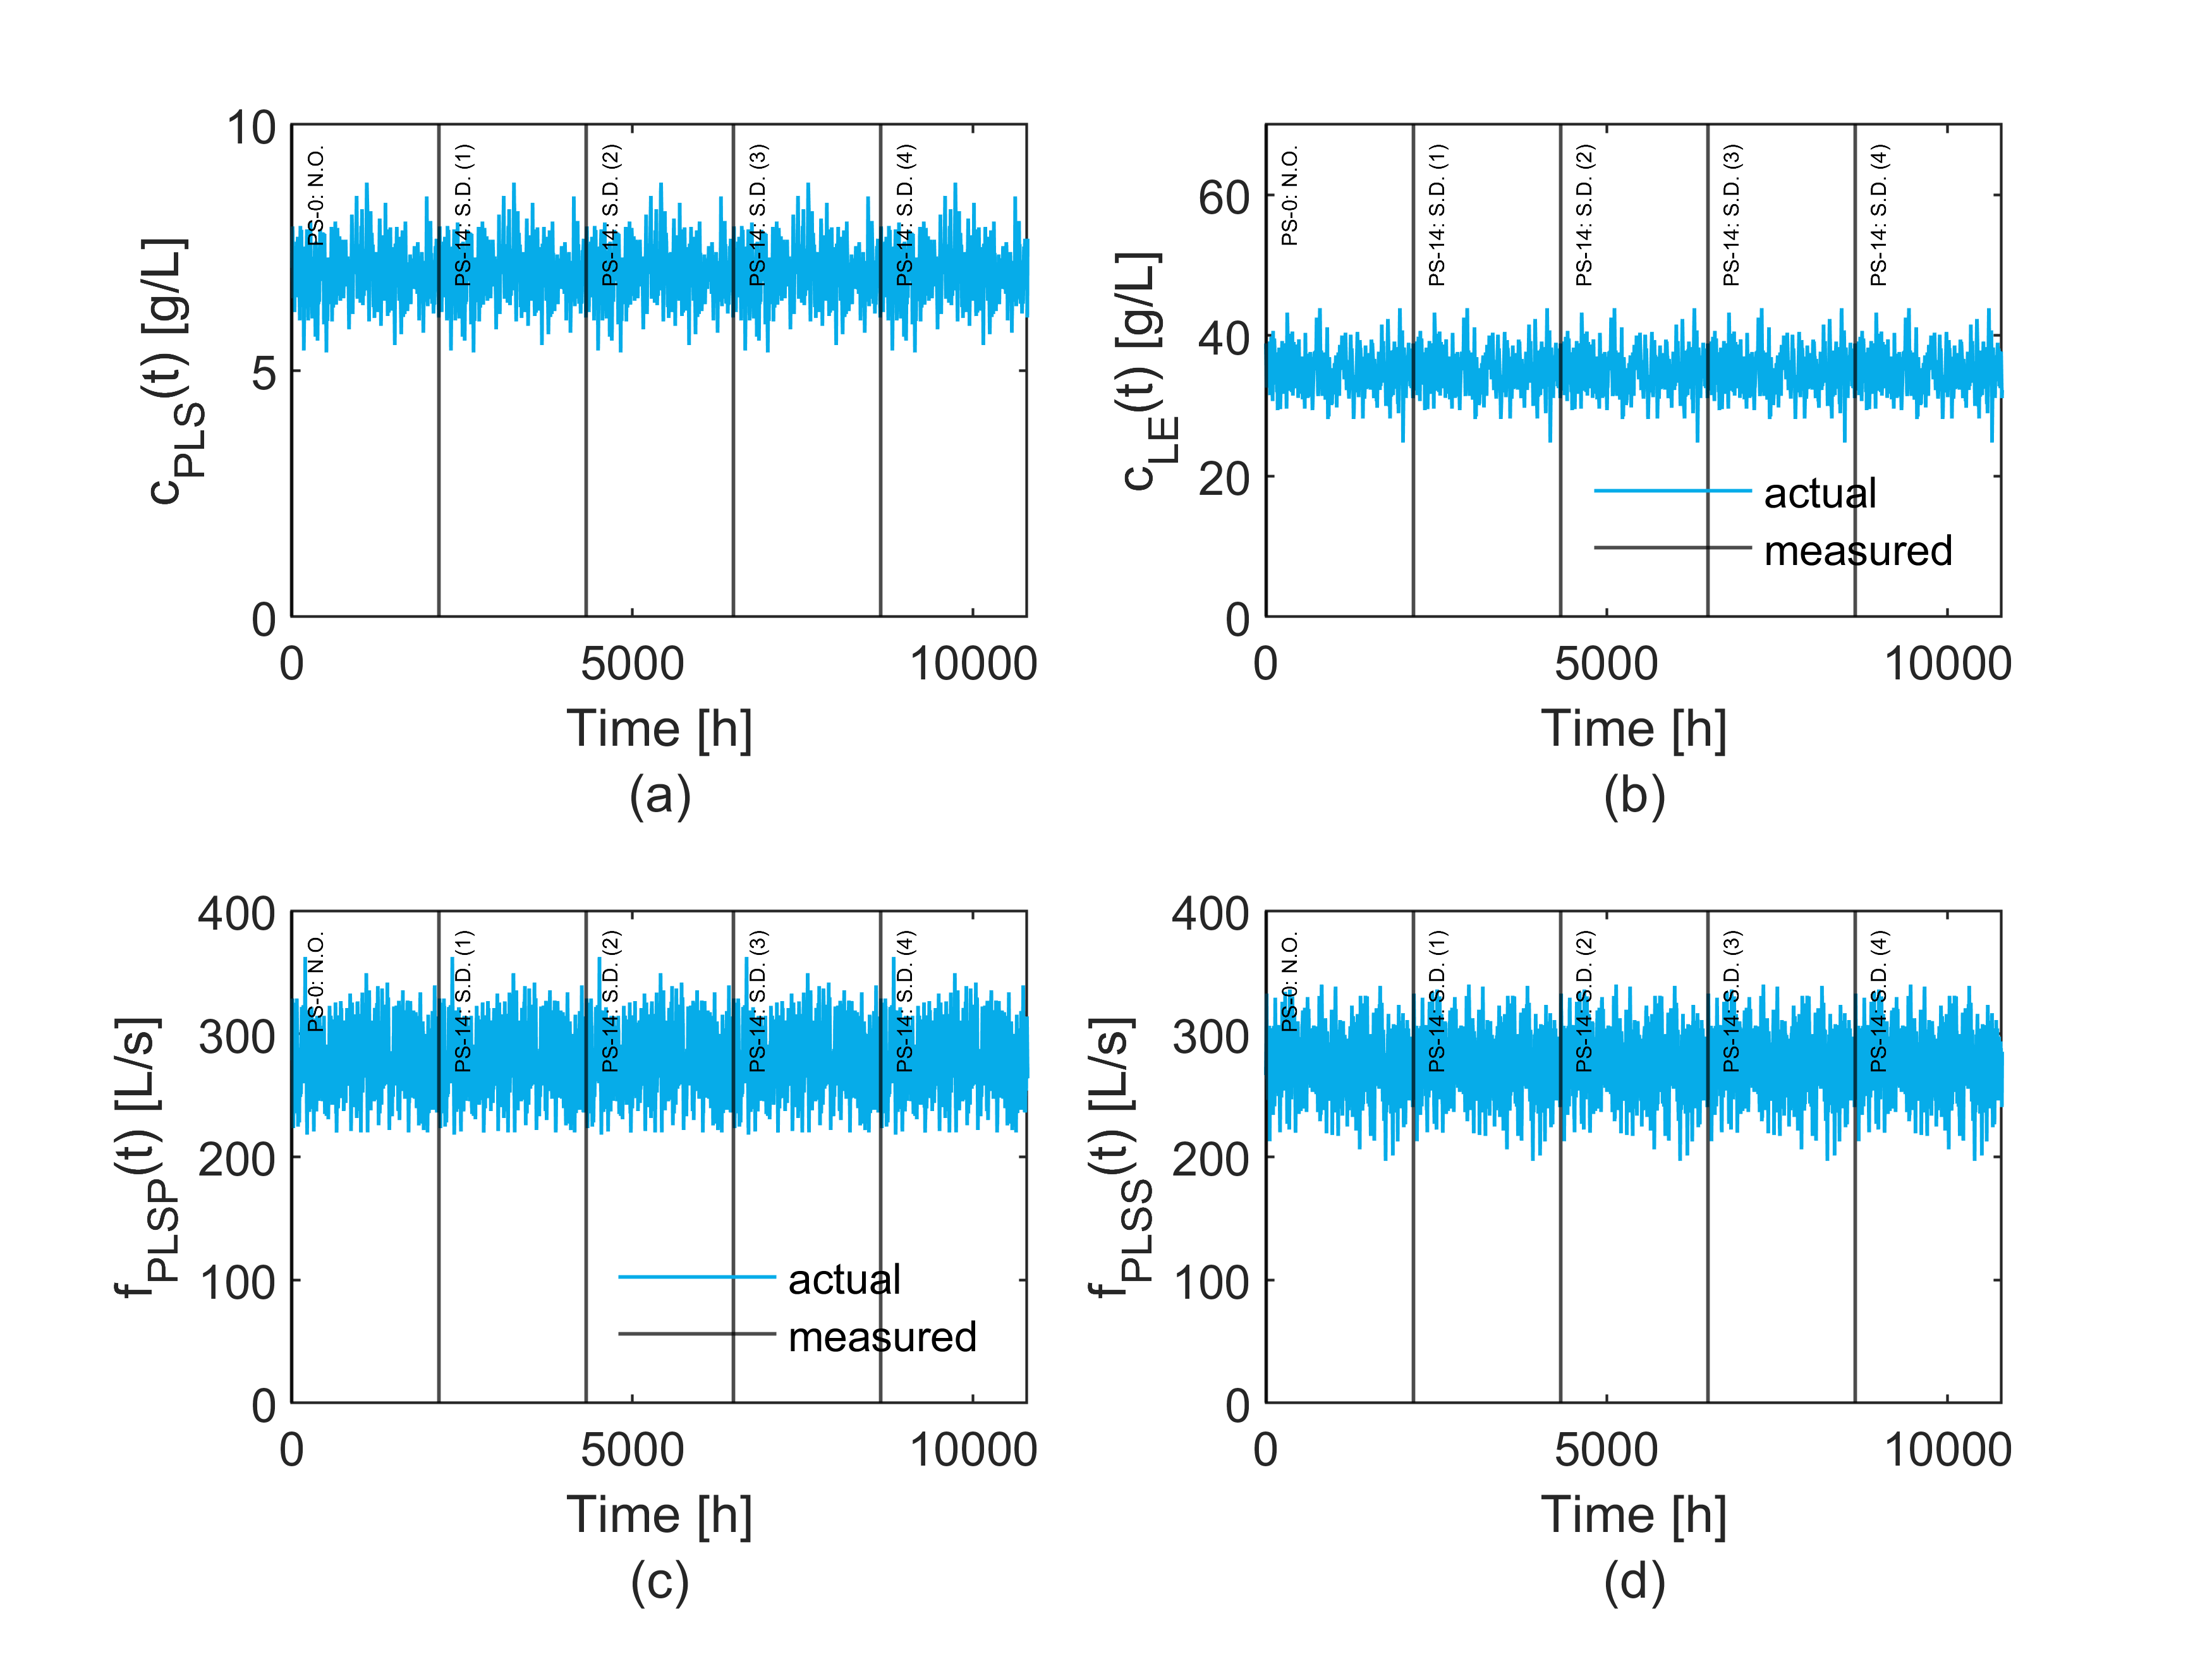 10
5
0
c_PLS(t) [g/L]
PS-0: N.O.
PS-14: S.D. (1)
PS-14: S.D. (2)
PS-14: S.D. (3)
PS-14: S.D. (4)
0 5000 10000
Time [h]
(a)
60
40
20
0
c_LE(t) [g/L]
PS-0: N.O.
PS-14: S.D. (1)
PS-14: S.D. (2)
PS-14: S.D. (3)
PS-14: S.D. (4)
actual
measured
0 5000 10000
Time [h]
(b)
400
300
200
100
0
f_PLSP(t) [L/s]
PS-0: N.O.
PS-14: S.D. (1)
PS-14: S.D. (2)
PS-14: S.D. (3)
PS-14: S.D. (4)
actual
measured
0 5000 10000
Time [h]
(c)
400
300
200
100
0
f_PLSS(t) [L/s]
PS-0: N.O.
PS-14: S.D. (1)
PS-14: S.D. (2)
PS-14: S.D. (3)
PS-14: S.D. (4)
0 5000 10000
Time [h]
(d)